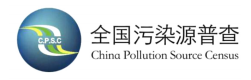 C.P.S.C
全国污染源普查
China Pollution Source Census